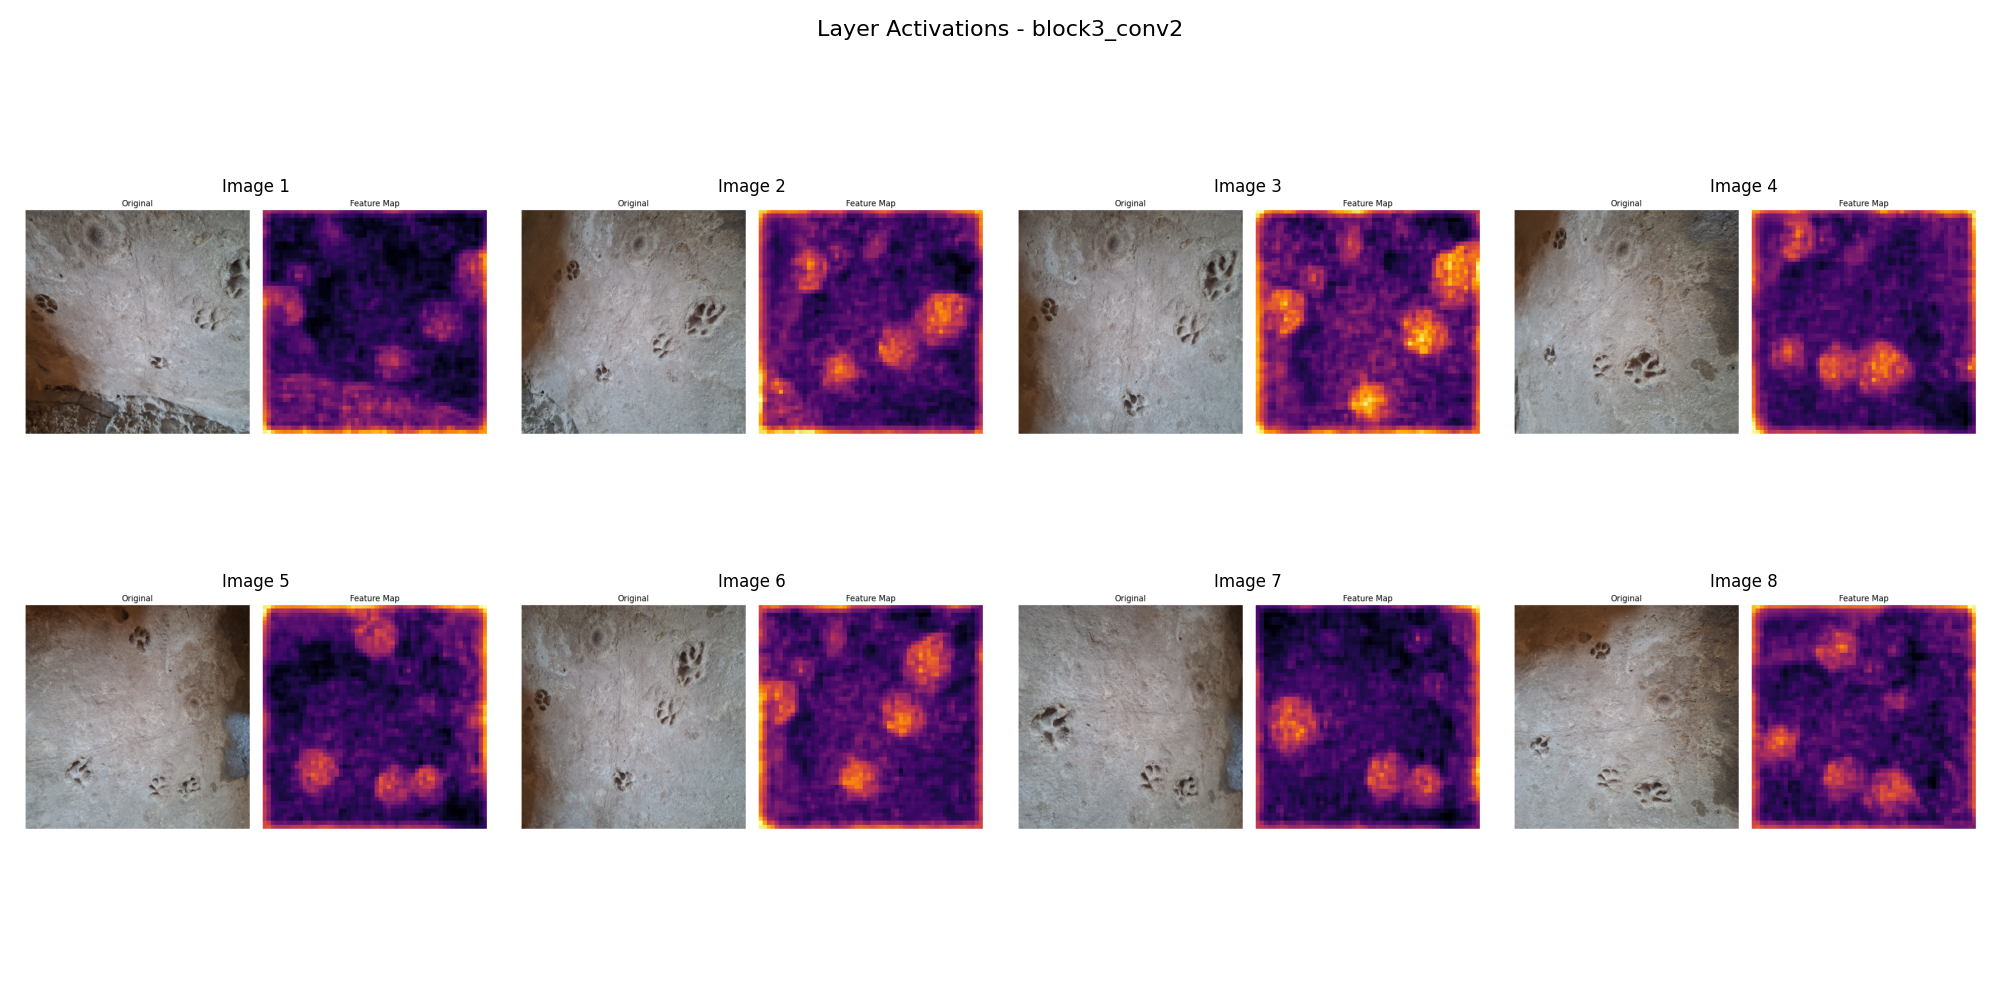 Layer Activations - block3_conv2
Image 1
Image 2
Image 3
Image 4
Original
Feature Map
Original
Feature Map
Original
Feature Map
Original
Feature Map
Image 5
Image 6
Image 7
Image 8
Original
Feature Map
Original
Feature Map
Original
Feature Map
Original
Feature Map